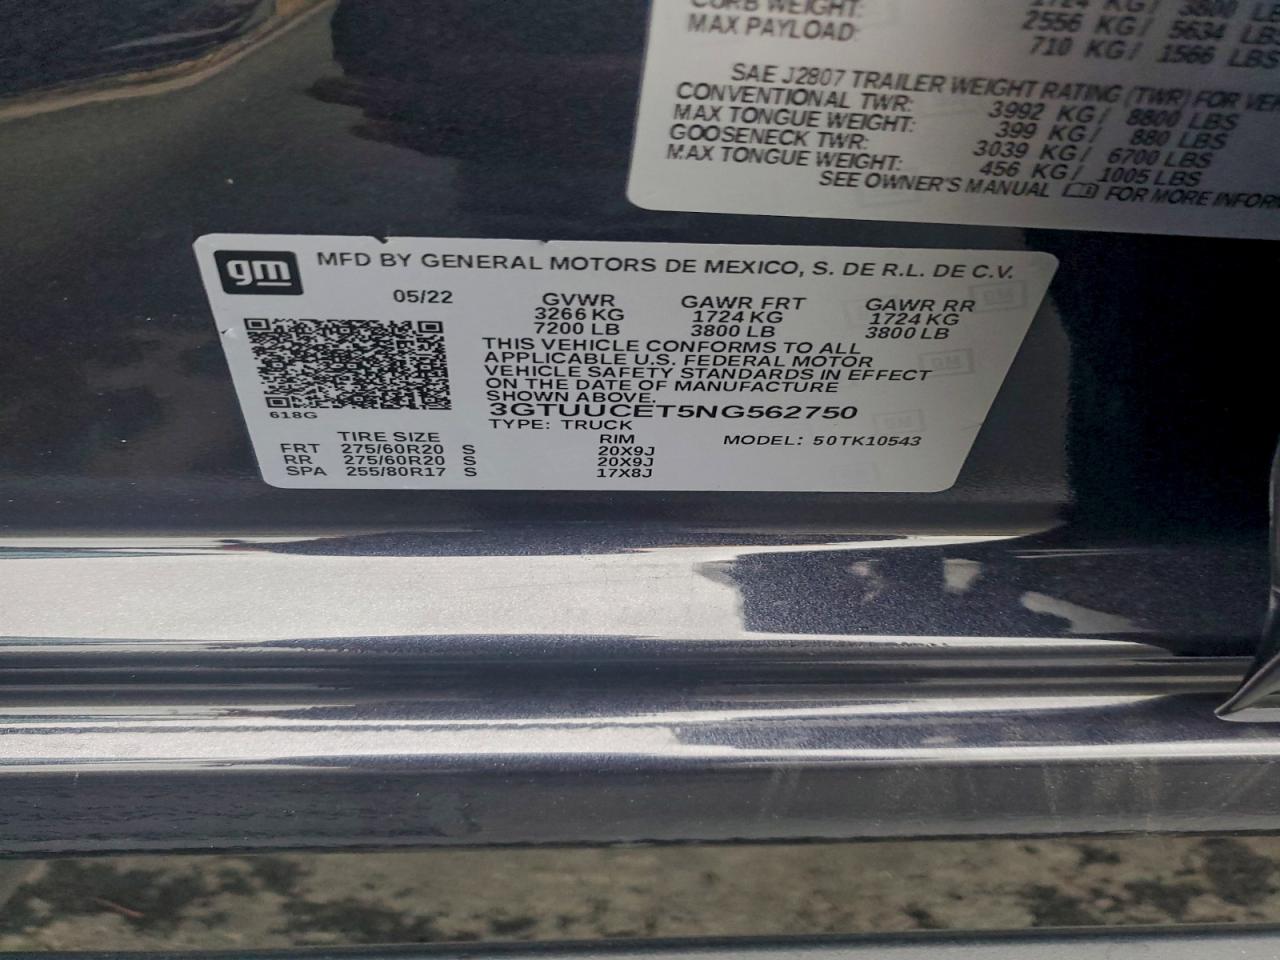 CURB WEIGHT: 1724 KG/ 3800 LBS
MAX PAYLOAD: 2556 KG/ 5634 LBS
710 KG/ 1566 LBS
SAE J2807 TRAILER WEIGHT RATING (TWR) FOR
CONVENTIONAL TWR: 3992 KG/ 8800 LBS
MAX TONGUE WEIGHT: 399 KG/ 880 LBS
GOOSENECK TWR: 3039 KG/ 6700 LBS
MAX TONGUE WEIGHT: 456 KG/ 1005 LBS
SEE OWNER'S MANUAL FOR MORE
gm MFD BY GENERAL MOTORS DE MEXICO, S. DE R.L. DE C.V.
05/22 GVWR GAWR FRT GAWR RR
3266 KG 1724 KG 1724 KG
7200 LB 3800 LB 3800 LB
THIS VEHICLE CONFORMS TO ALL
APPLICABLE U.S. FEDERAL MOTOR
VEHICLE SAFETY STANDARDS IN EFFECT
ON THE DATE OF MANUFACTURE
SHOWN ABOVE.
618G 3GTUUCET5NG562750
TYPE: TRUCK
TIRE SIZE RIM MODEL: 50TK10543
FRT 275/60R20 S 20X9J
RR 275/60R20 S 20X9J
SPA 255/80R17 S 17X8J